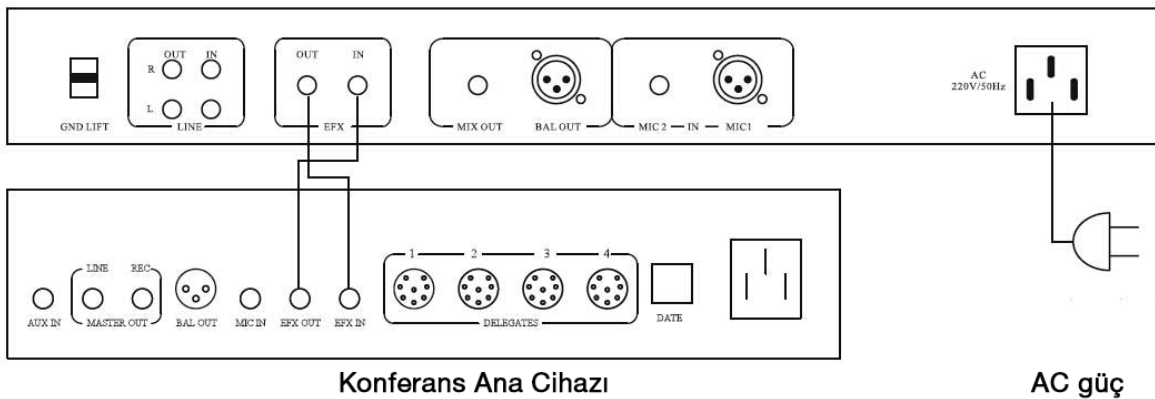 OUT IN
R
L
GND LIFT
LINE
OUT IN
EFX
MIX OUT
BAL OUT
MIC 2 — IN — MIC1
AC
220V/50Hz
LINE
REC
1
2
3
4
AUX IN
MASTER OUT
BAL OUT
MIC IN
EFX OUT
EFX IN
DELEGATES
DATE
Konferans Ana Cihazı
AC güç